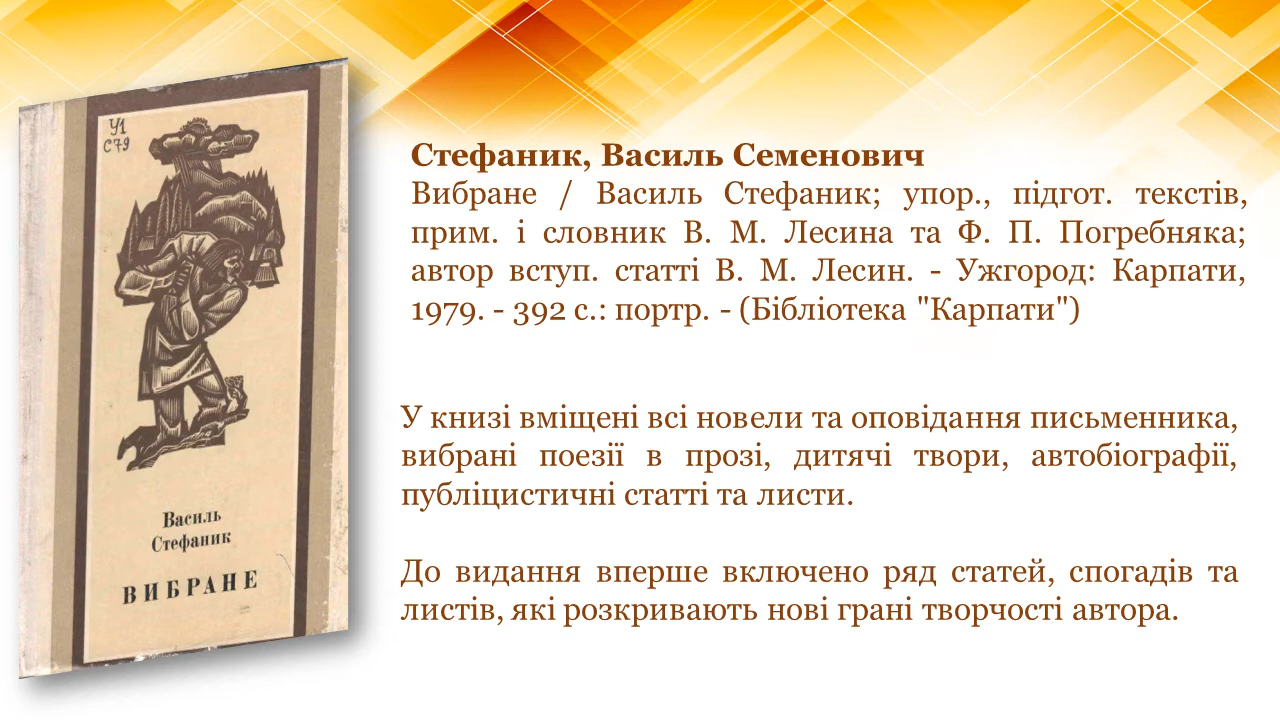 У1
С79
Василь
Стефаник
ВИБРАНЕ
Стефаник, Василь Семенович
Вибране / Василь Стефаник; упор., підгот. текстів,
прим. і словник В. М. Лесина та Ф. П. Погребняка;
автор вступ. статті В. М. Лесин. - Ужгород: Карпати,
1979. - 392 с.: портр. - (Бібліотека "Карпати")
У книзі вміщені всі новели та оповідання письменника,
вибрані поезії в прозі, дитячі твори, автобіографії,
публіцистичні статті та листи.
До видання вперше включено ряд статей, спогадів та
листів, які розкривають нові грані творчості автора.